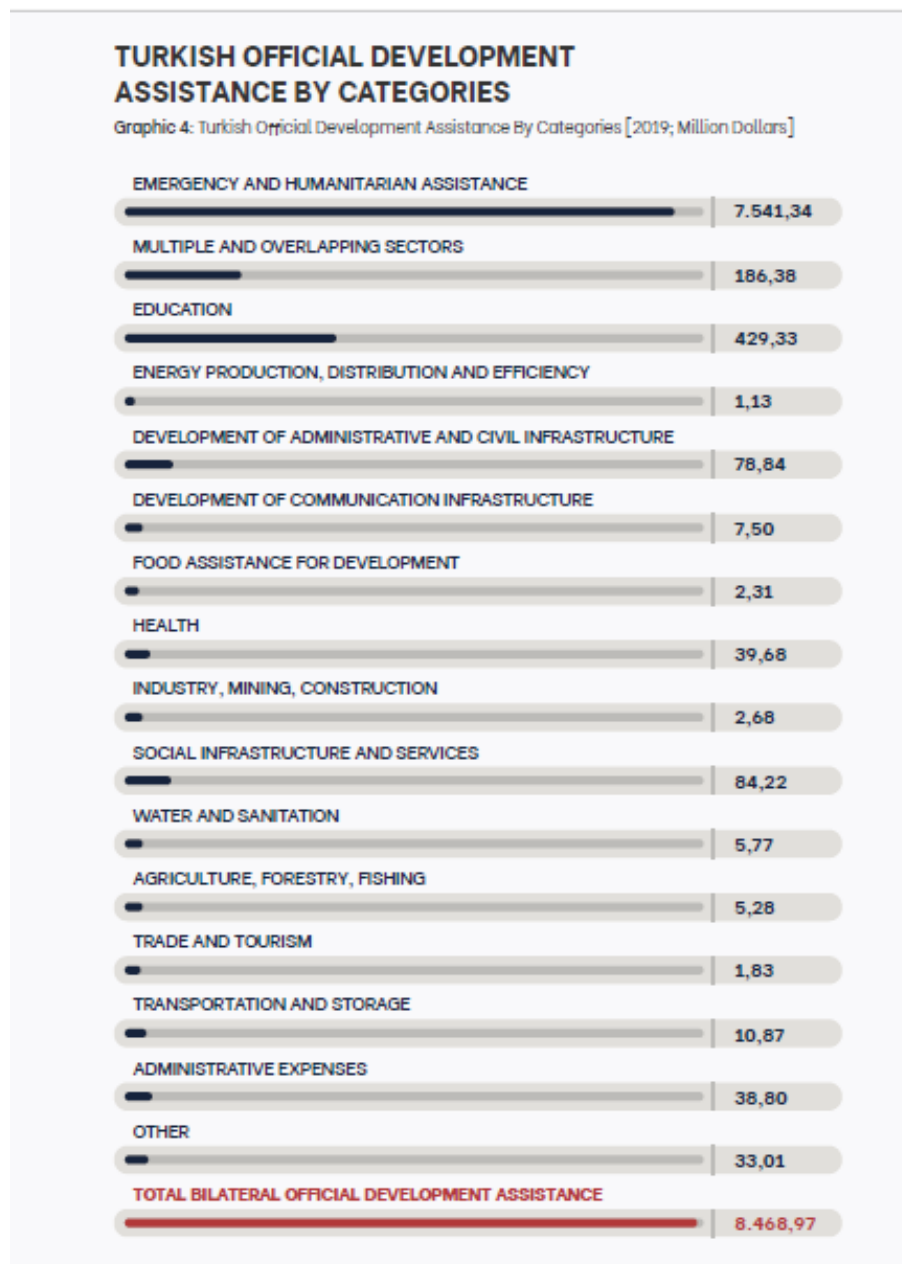 TURKISH OFFICIAL DEVELOPMENT
ASSISTANCE BY CATEGORIES
Graphic 4: Turkish Official Development Assistance By Categories [2019; Million Dollars]
EMERGENCY AND HUMANITARIAN ASSISTANCE
7.541,34
MULTIPLE AND OVERLAPPING SECTORS
186,38
EDUCATION
429,33
ENERGY PRODUCTION, DISTRIBUTION AND EFFICIENCY
1,13
DEVELOPMENT OF ADMINISTRATIVE AND CIVIL INFRASTRUCTURE
78,84
DEVELOPMENT OF COMMUNICATION INFRASTRUCTURE
7,50
FOOD ASSISTANCE FOR DEVELOPMENT
2,31
HEALTH
39,68
INDUSTRY, MINING, CONSTRUCTION
2,68
SOCIAL INFRASTRUCTURE AND SERVICES
84,22
WATER AND SANITATION
5,77
AGRICULTURE, FORESTRY, FISHING
5,28
TRADE AND TOURISM
1,83
TRANSPORTATION AND STORAGE
10,87
ADMINISTRATIVE EXPENSES
38,80
OTHER
33,01
TOTAL BILATERAL OFFICIAL DEVELOPMENT ASSISTANCE
8.468,97